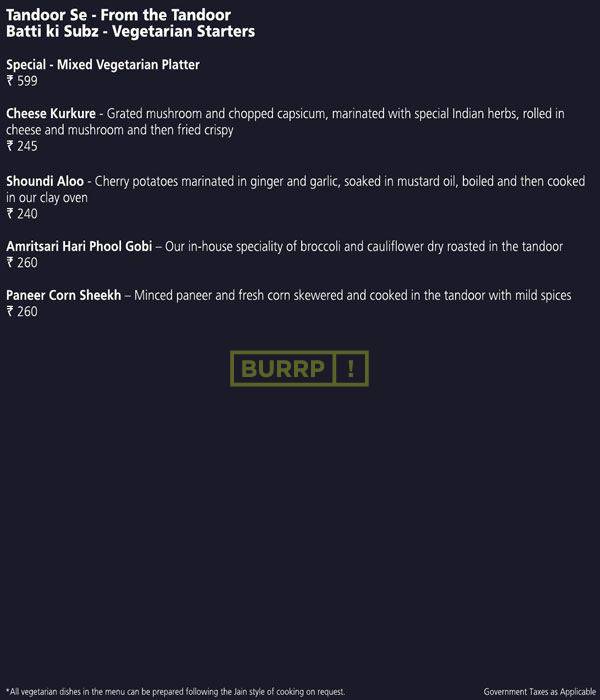 Tandoor Se - From the Tandoor
Batti ki Subz - Vegetarian Starters
Special - Mixed Vegetarian Platter
₹ 599
Cheese Kurkure - Grated mushroom and chopped capsicum, marinated with special Indian herbs, rolled in
cheese and mushroom and then fried crispy
₹ 245
Shoundi Aloo - Cherry potatoes marinated in ginger and garlic, soaked in mustard oil, boiled and then cooked
in our clay oven
₹ 240
Amritsari Hari Phool Gobi – Our in-house speciality of broccoli and cauliflower dry roasted in the tandoor
₹ 260
Paneer Corn Sheekh – Minced paneer and fresh corn skewered and cooked in the tandoor with mild spices
₹ 260
BURRP !
*All vegetarian dishes in the menu can be prepared following the Jain style of cooking on request.
Government Taxes as Applicable